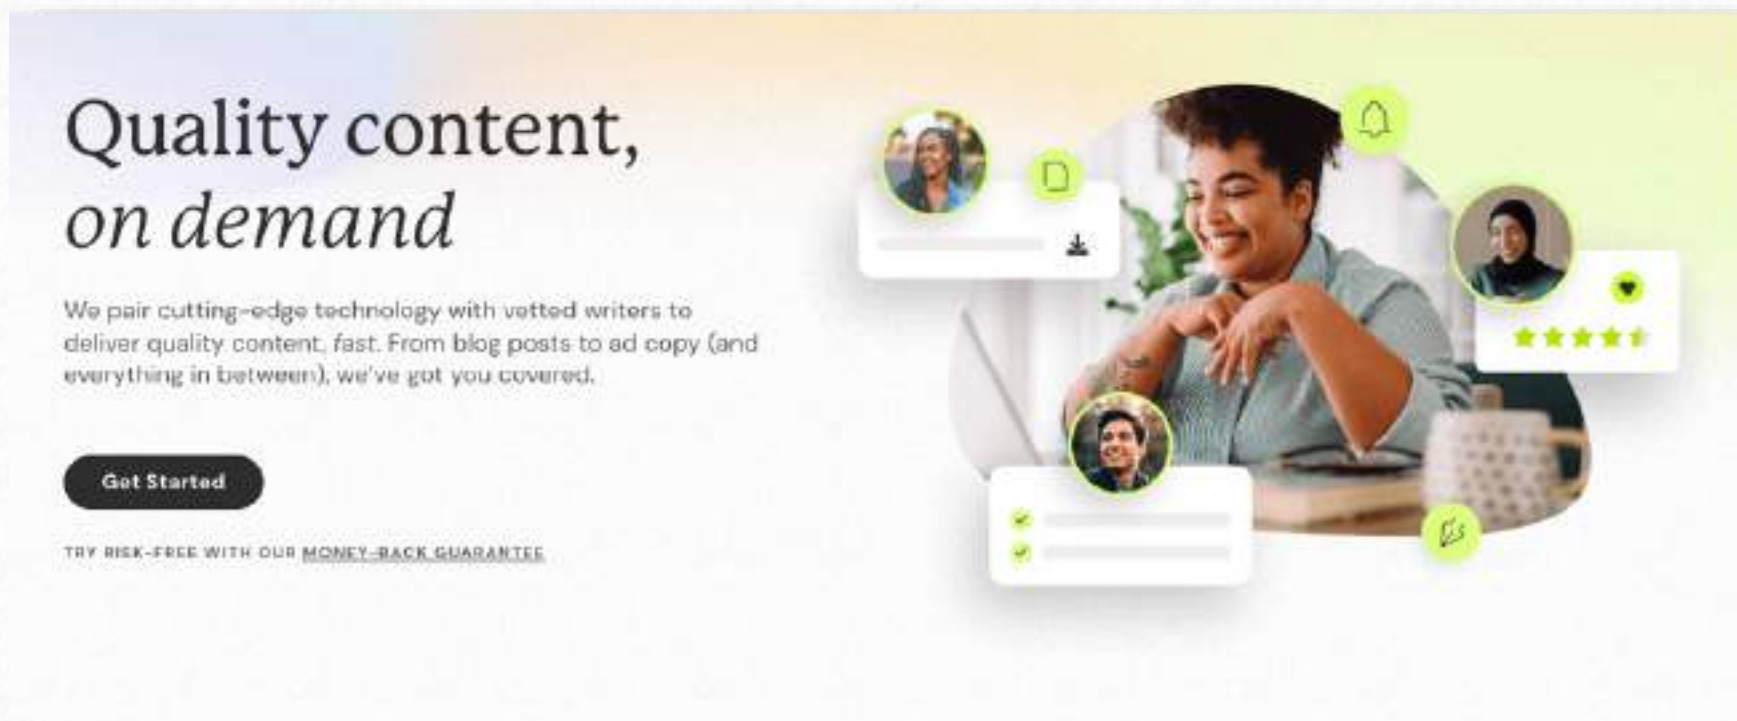 Quality content,
on demand
We pair cutting-edge technology with vetted writers to
deliver quality content, fast. From blog posts to ad copy (and
everything in between), we've got you covered.
Get Started
TRY RISK-FREE WITH OUR MONEY-BACK GUARANTEE